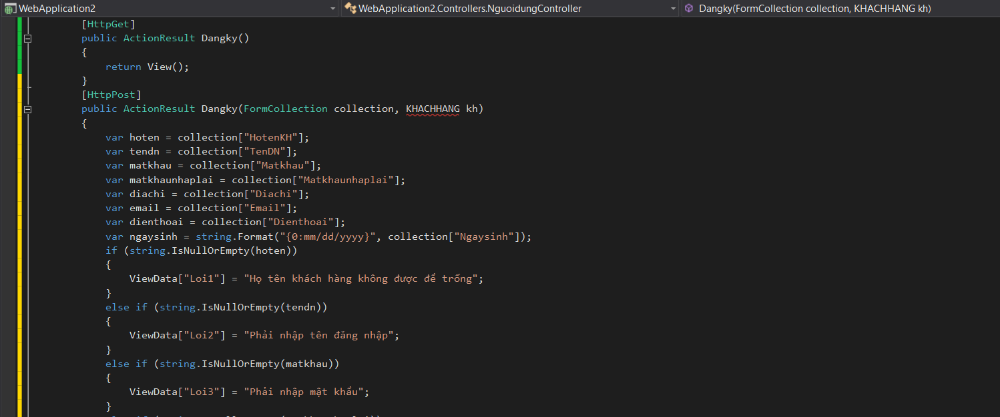 WebApplication2 WebApplication2.Controllers.NguoidungController Dangky(FormCollection collection, KHACHHANG kh)
[HttpGet]
public ActionResult Dangky()
{
return View();
}
[HttpPost]
public ActionResult Dangky(FormCollection collection, KHACHHANG kh)
{
var hoten = collection["HotenKH"];
var tendn = collection["TenDN"];
var matkhau = collection["Matkhau"];
var matkhaunhaplai = collection["Matkhaunhaplai"];
var diachi = collection["Diachi"];
var email = collection["Email"];
var dienthoai = collection["Dienthoai"];
var ngaysinh = string.Format("{0:mm/dd/yyyy}", collection["Ngaysinh"]);
if (string.IsNullOrEmpty(hoten))
{
ViewData["Loi1"] = "Họ tên khách hàng không được để trống";
}
else if (string.IsNullOrEmpty(tendn))
{
ViewData["Loi2"] = "Phải nhập tên đăng nhập";
}
else if (string.IsNullOrEmpty(matkhau))
{
ViewData["Loi3"] = "Phải nhập mật khẩu";
}